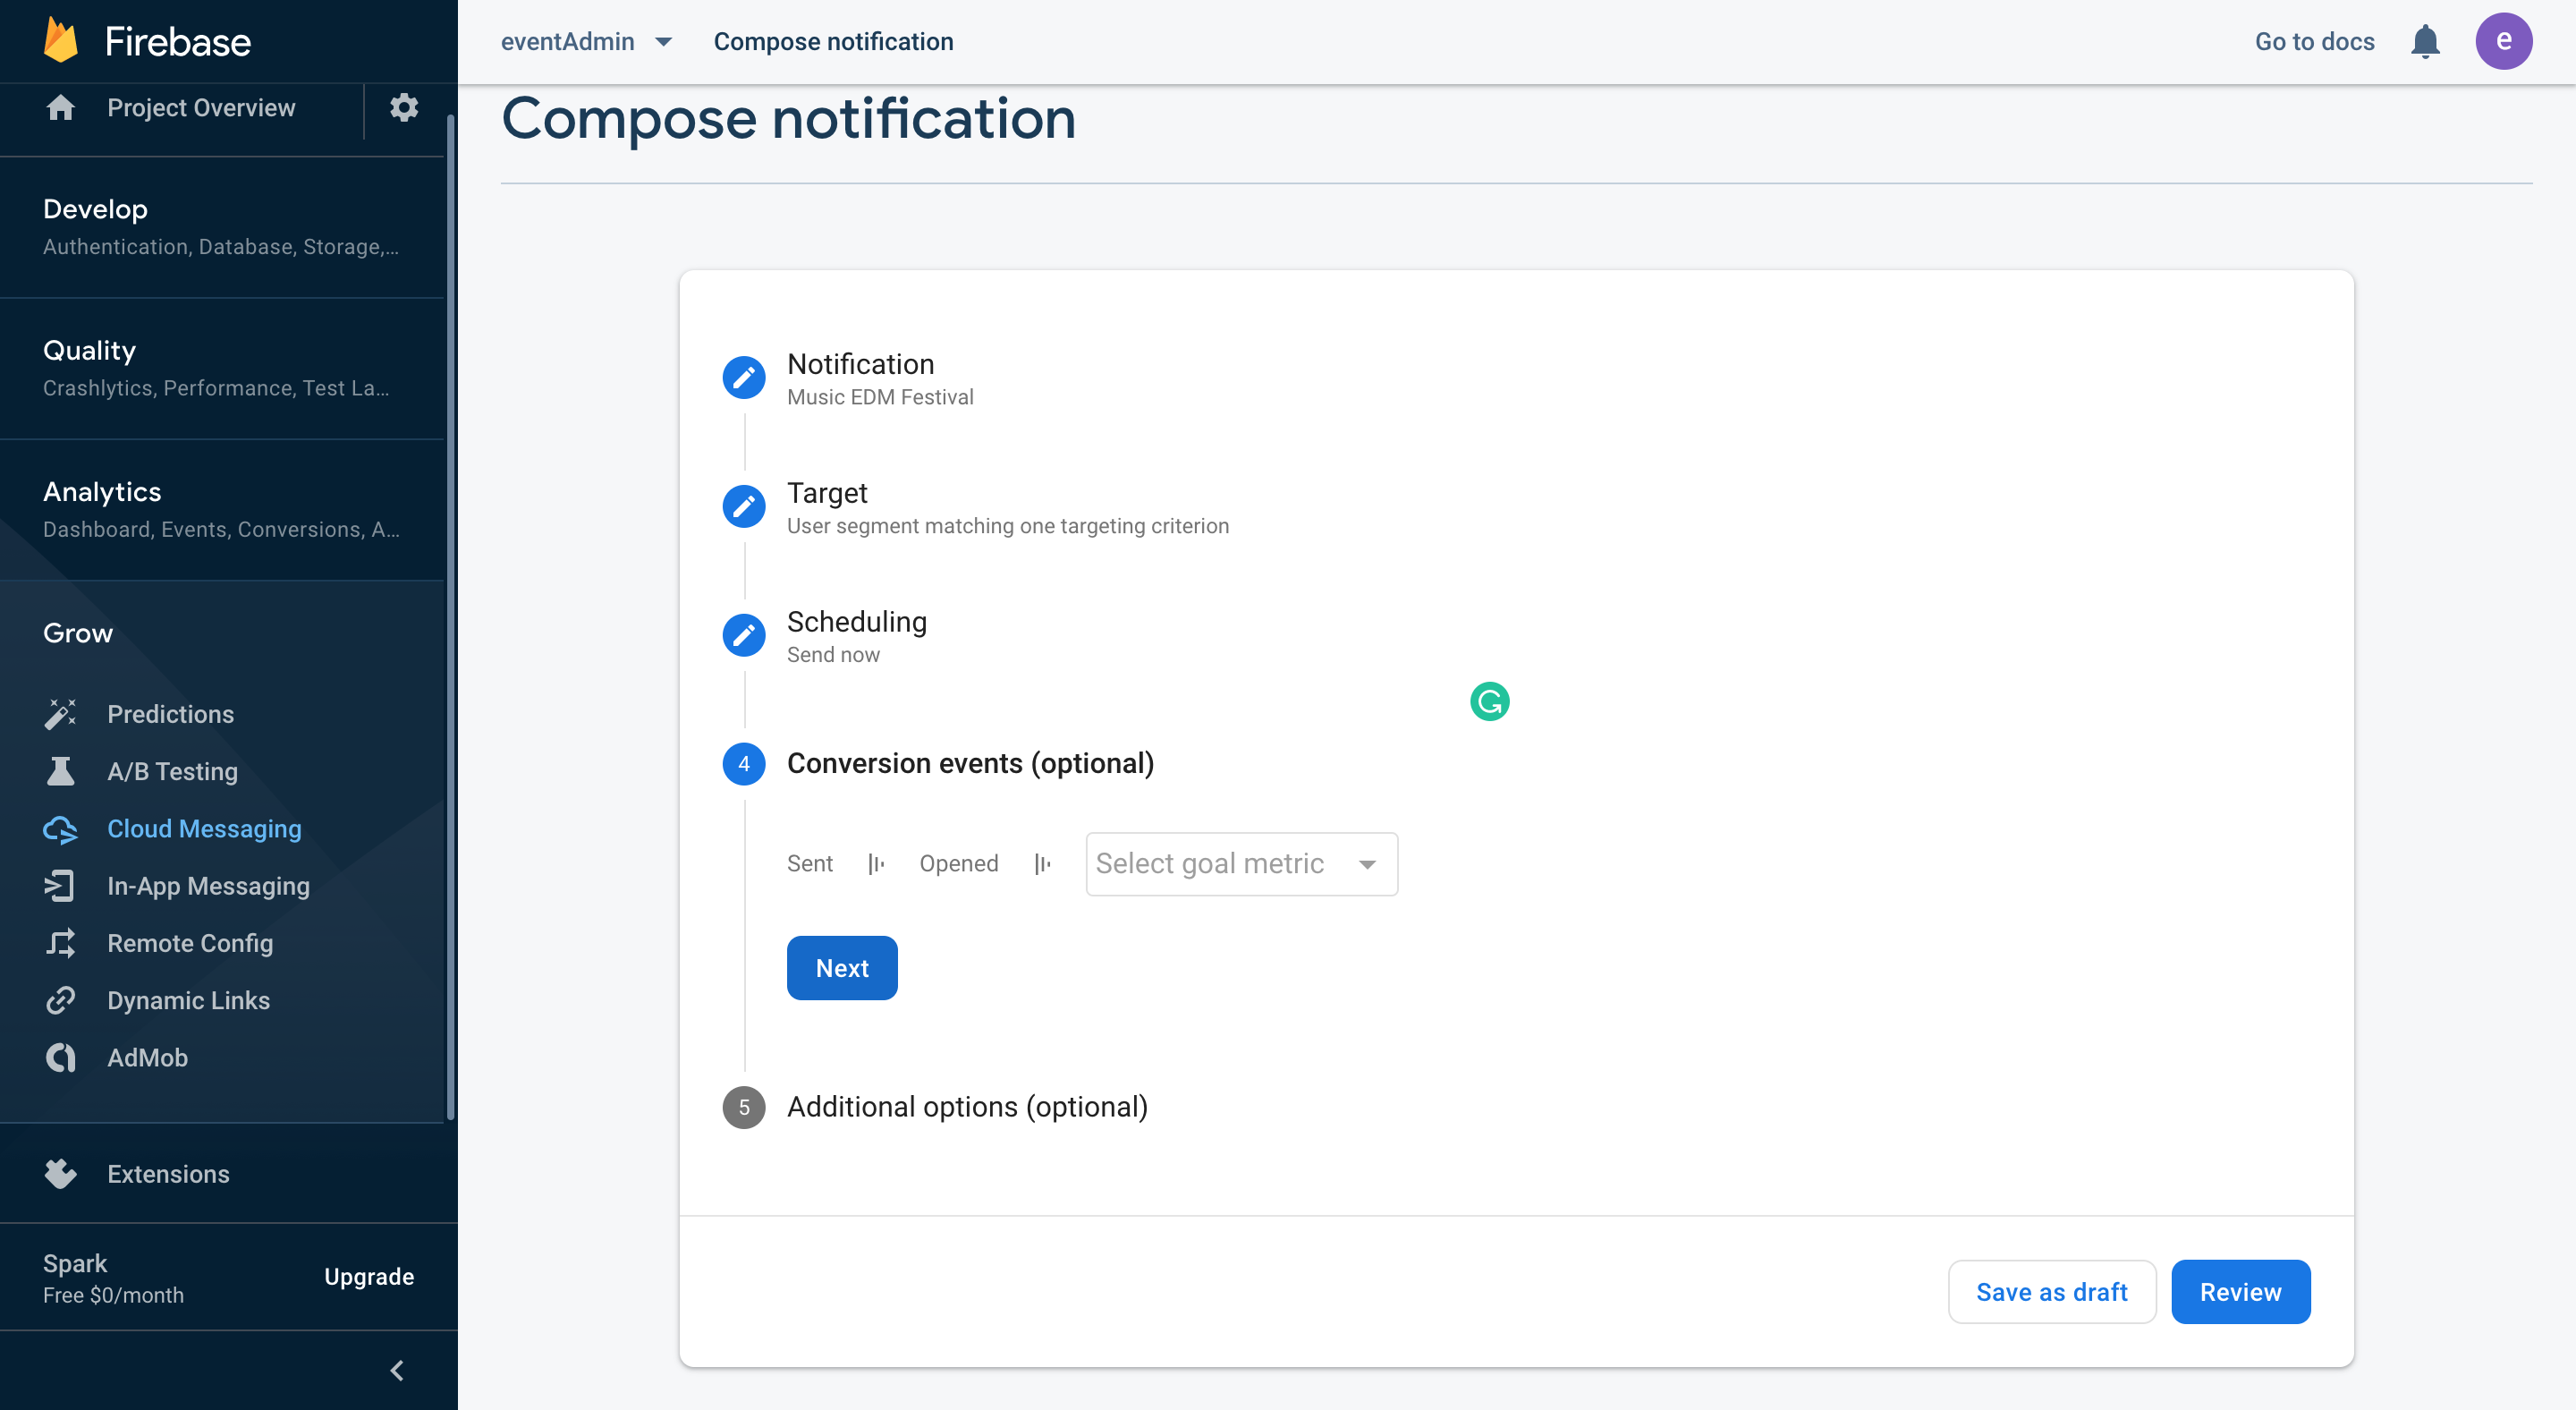 Firebase
Project Overview
Develop
Authentication, Database, Storage,...
Quality
Crashlytics, Performance, Test La...
Analytics
Dashboard, Events, Conversions, A...
Grow
Predictions
A/B Testing
Cloud Messaging
In-App Messaging
Remote Config
Dynamic Links
AdMob
Extensions
Spark
Free $0/month
Upgrade
eventAdmin
Compose notification
Go to docs
e
Compose notification
Notification
Music EDM Festival
Target
User segment matching one targeting criterion
Scheduling
Send now
4 Conversion events (optional)
Sent Opened Select goal metric
Next
5 Additional options (optional)
Save as draft
Review